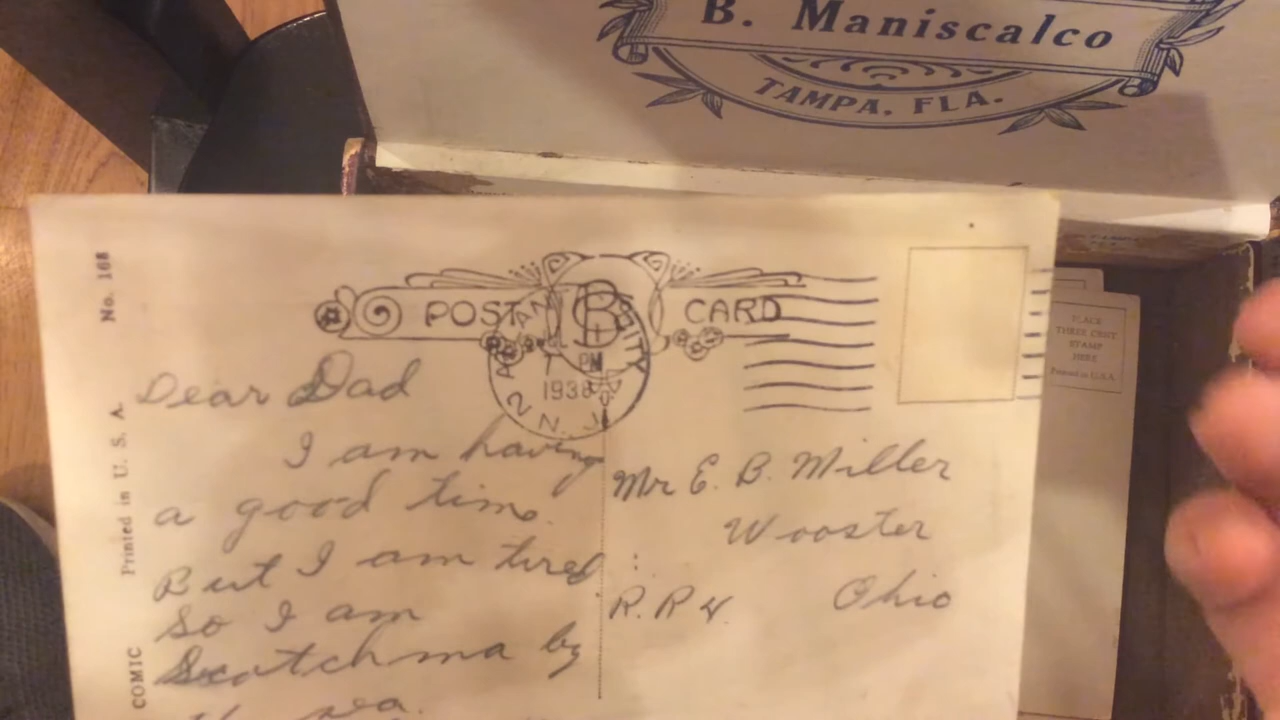 B. Maniscalco
TAMPA, FLA.
No. 168
Printed in U. S. A.
COMIC
POST CARD
PM
1938
N. J.
PLACE
THREE CENT
STAMP
HERE
Printed in U.S.A.
Dear Dad
I am having
a good time.
But I am tired
So I am
by
sea.
Mr E. B. Miller
Wooster
R. R 4. Ohio